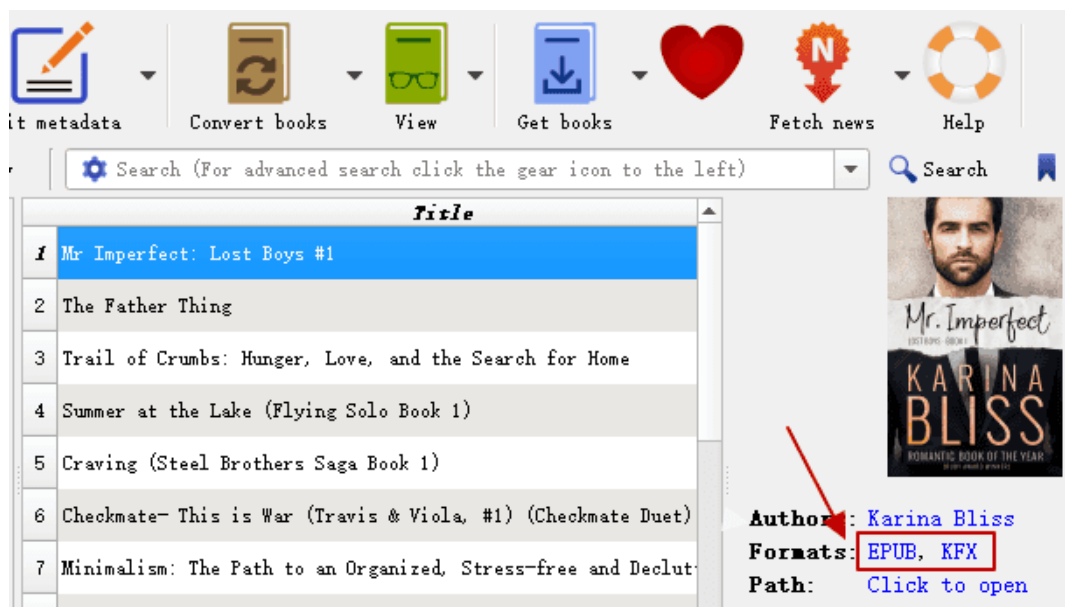 it metadata
Convert books
View
Get books
Fetch news
Help
Search (For advanced search click the gear icon to the left)
Search
Title
1 Mr Imperfect: Lost Boys #1
2 The Father Thing
3 Trail of Crumbs: Hunger, Love, and the Search for Home
4 Summer at the Lake (Flying Solo Book 1)
5 Craving (Steel Brothers Saga Book 1)
6 Checkmate- This is War (Travis & Viola, #1) (Checkmate Duet)
7 Minimalism: The Path to an Organized, Stress-free and Declut
N
Mr. Imperfect
LOST BOYS BOOK 1
KARINA
BLISS
ROMANTIC BOOK OF THE YEAR
Authors: Karina Bliss
Formats: EPUB, KFX
Path: Click to open